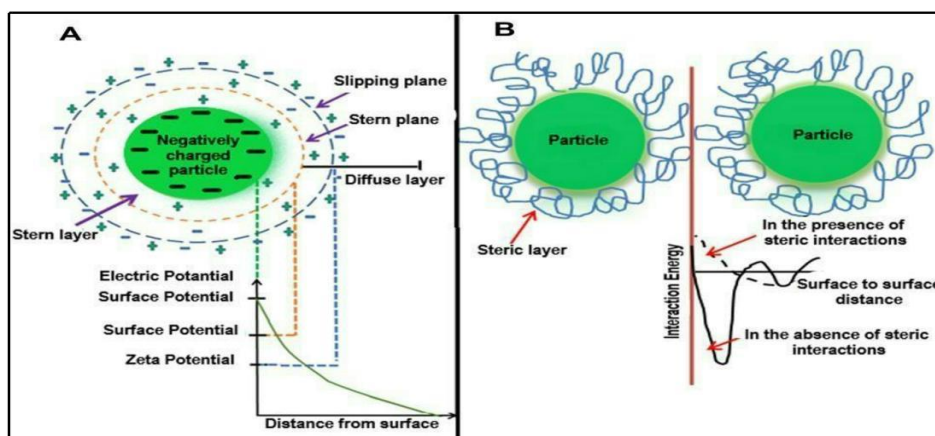 A
Slipping plane
Stern plane
Negatively
charged
particle
Diffuse layer
Stern layer
Electric Potential
Surface Potential
Surface Potential
Zeta Potential
Distance from surface
B
Particle
Particle
Steric layer
In the presence of
steric interactions
Interaction Energy
Surface to surface
distance
In the absence of steric
interactions